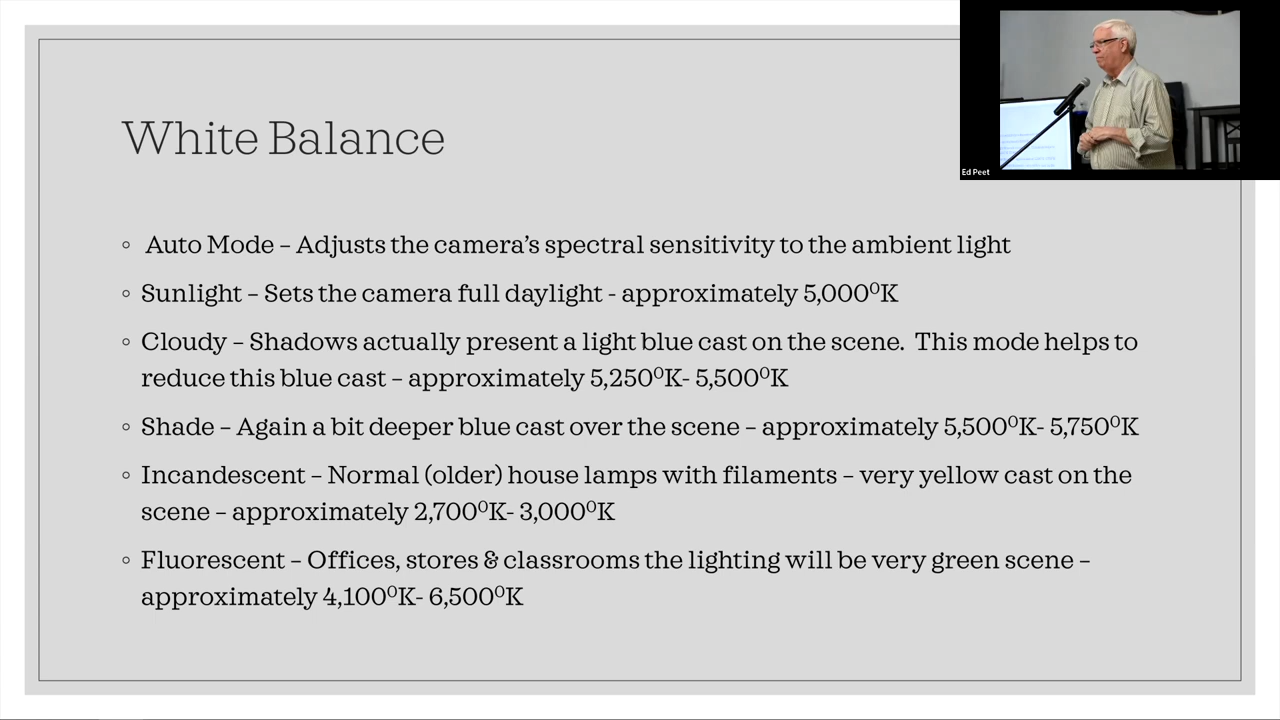 White Balance
Ed Peet
◦ Auto Mode – Adjusts the camera's spectral sensitivity to the ambient light
◦ Sunlight – Sets the camera full daylight - approximately 5,000⁰K
◦ Cloudy – Shadows actually present a light blue cast on the scene.  This mode helps to
reduce this blue cast – approximately 5,250⁰K- 5,500⁰K
◦ Shade – Again a bit deeper blue cast over the scene – approximately 5,500⁰K- 5,750⁰K
◦ Incandescent – Normal (older) house lamps with filaments – very yellow cast on the
scene – approximately 2,700⁰K- 3,000⁰K
◦ Fluorescent – Offices, stores & classrooms the lighting will be very green scene –
approximately 4,100⁰K- 6,500⁰K